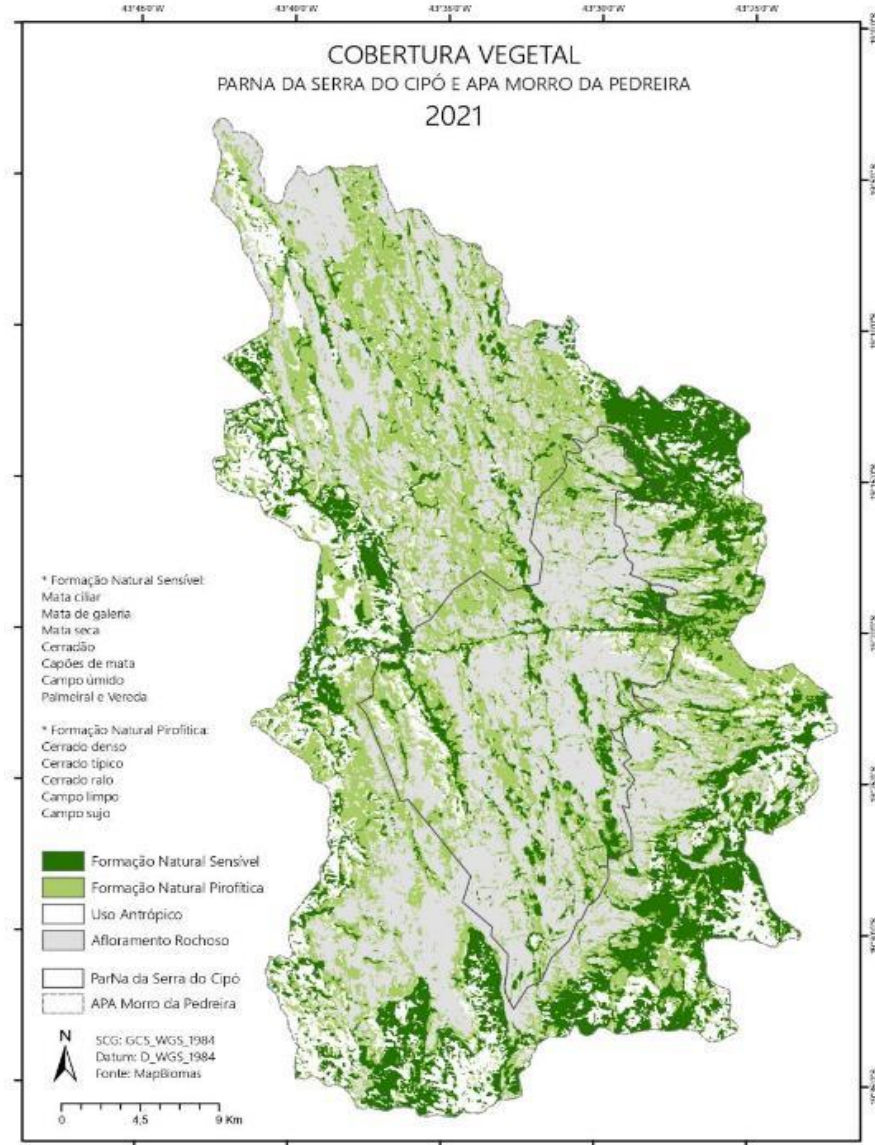 43°45'0"W 43°40'0"W 43°35'0"W 43°30'0"W 43°25'0"W
COBERTURA VEGETAL
PARNA DA SERRA DO CIPÓ E APA MORRO DA PEDREIRA
2021
* Formação Natural Sensível:
Mata ciliar
Mata de galeria
Mata seca
Cerradão
Capões de mata
Campo úmido
Palmeiral e Vereda
* Formação Natural Pirofítica:
Cerrado denso
Cerrado típico
Cerrado ralo
Campo limpo
Campo sujo
Formação Natural Sensível
Formação Natural Pirofítica
Uso Antrópico
Afloramento Rochoso
ParNa da Serra do Cipó
APA Morro da Pedreira
N
SCG: GCS_WGS_1984
Datum: D_WGS_1984
Fonte: MapBiomas
0 4,5 9 Km